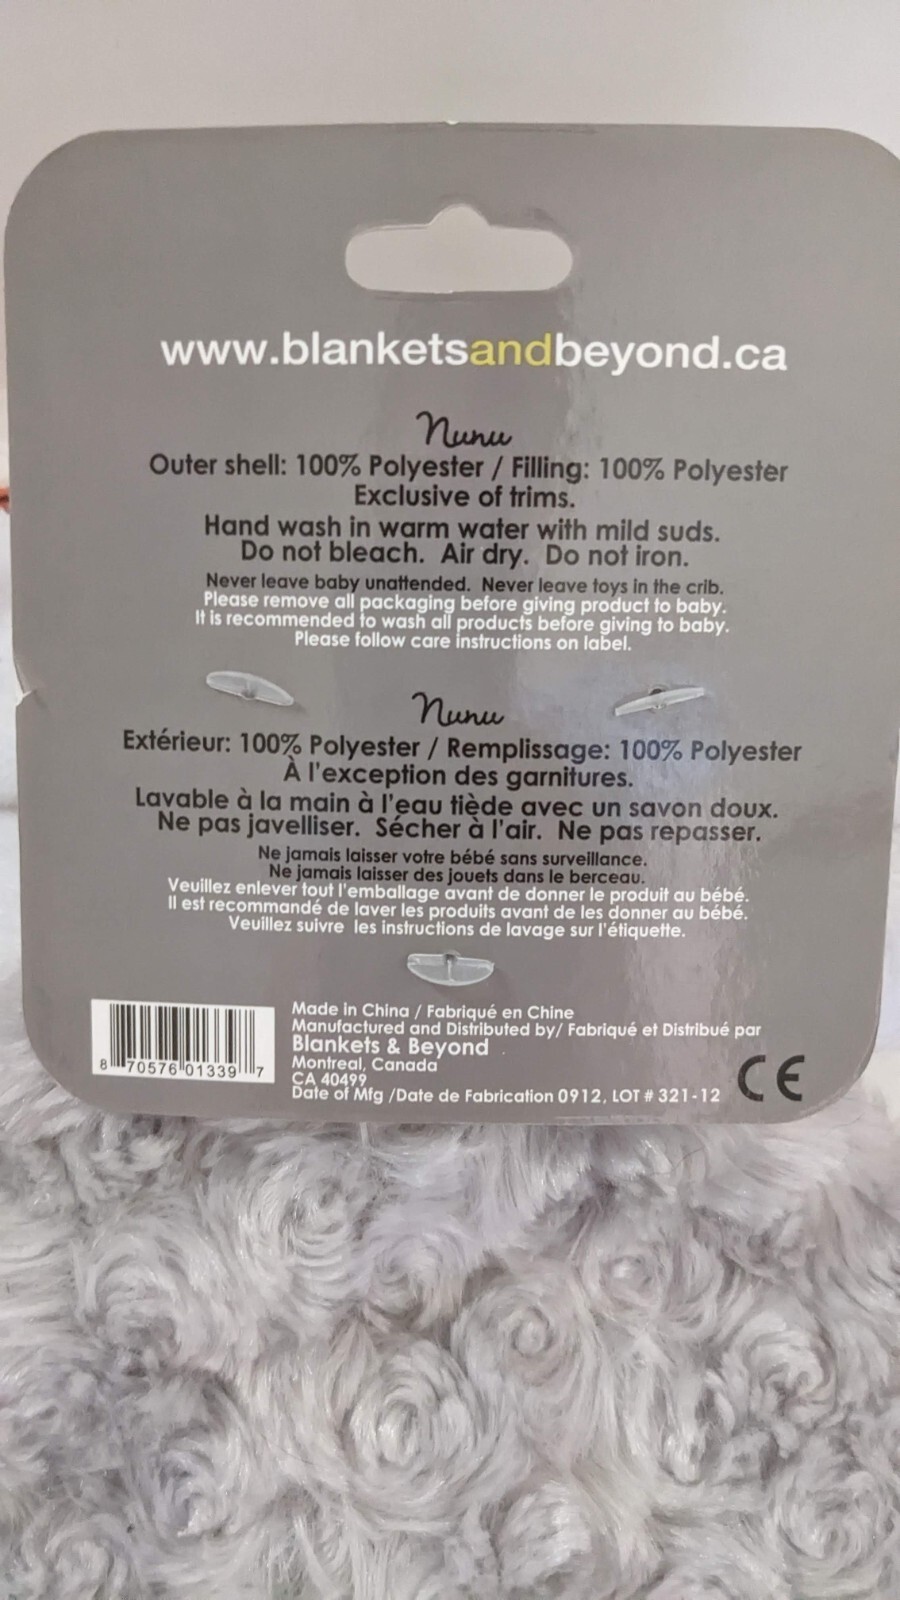 www.blanketsandbeyond.ca
nunu
Outer shell: 100% Polyester / Filling: 100% Polyester
Exclusive of trims.
Hand wash in warm water with mild suds.
Do not bleach. Air dry. Do not iron.
Never leave baby unattended. Never leave toys in the crib.
Please remove all packaging before giving product to baby.
It is recommended to wash all products before giving to baby.
Please follow care instructions on label.
nunu
Extérieur: 100% Polyester / Remplissage: 100% Polyester
À l'exception des garnitures.
Lavable à la main à l'eau tiède avec un savon doux.
Ne pas javelliser. Sécher à l'air. Ne pas repasser.
Ne jamais laisser votre bébé sans surveillance.
Ne jamais laisser des jouets dans le berceau.
Veuillez enlever tout l'emballage avant de donner le produit au bébé.
Il est recommandé de laver les produits avant de les donner au bébé.
Veuillez suivre les instructions de lavage sur l'étiquette.
Made in China / Fabriqué en Chine
Manufactured and Distributed by/ Fabriqué et Distribué par
Blankets & Beyond
Montreal, Canada
CA 40499
Date of Mfg /Date de Fabrication 0912, LOT # 321-12
8 70576 01339 7
CE